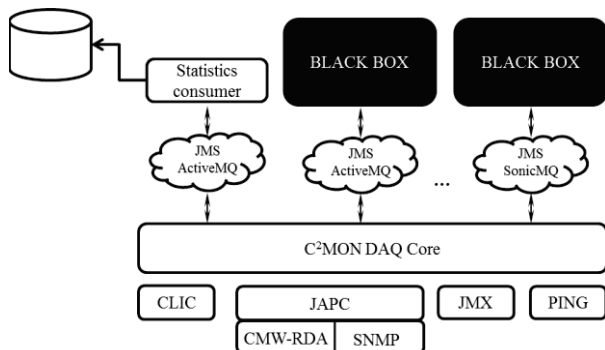 Statistics
consumer
BLACK BOX
BLACK BOX
JMS
ActiveMQ
JMS
ActiveMQ
...
JMS
SonicMQ
C²MON DAQ Core
CLIC
JAPC
JMX
PING
CMW-RDA
SNMP